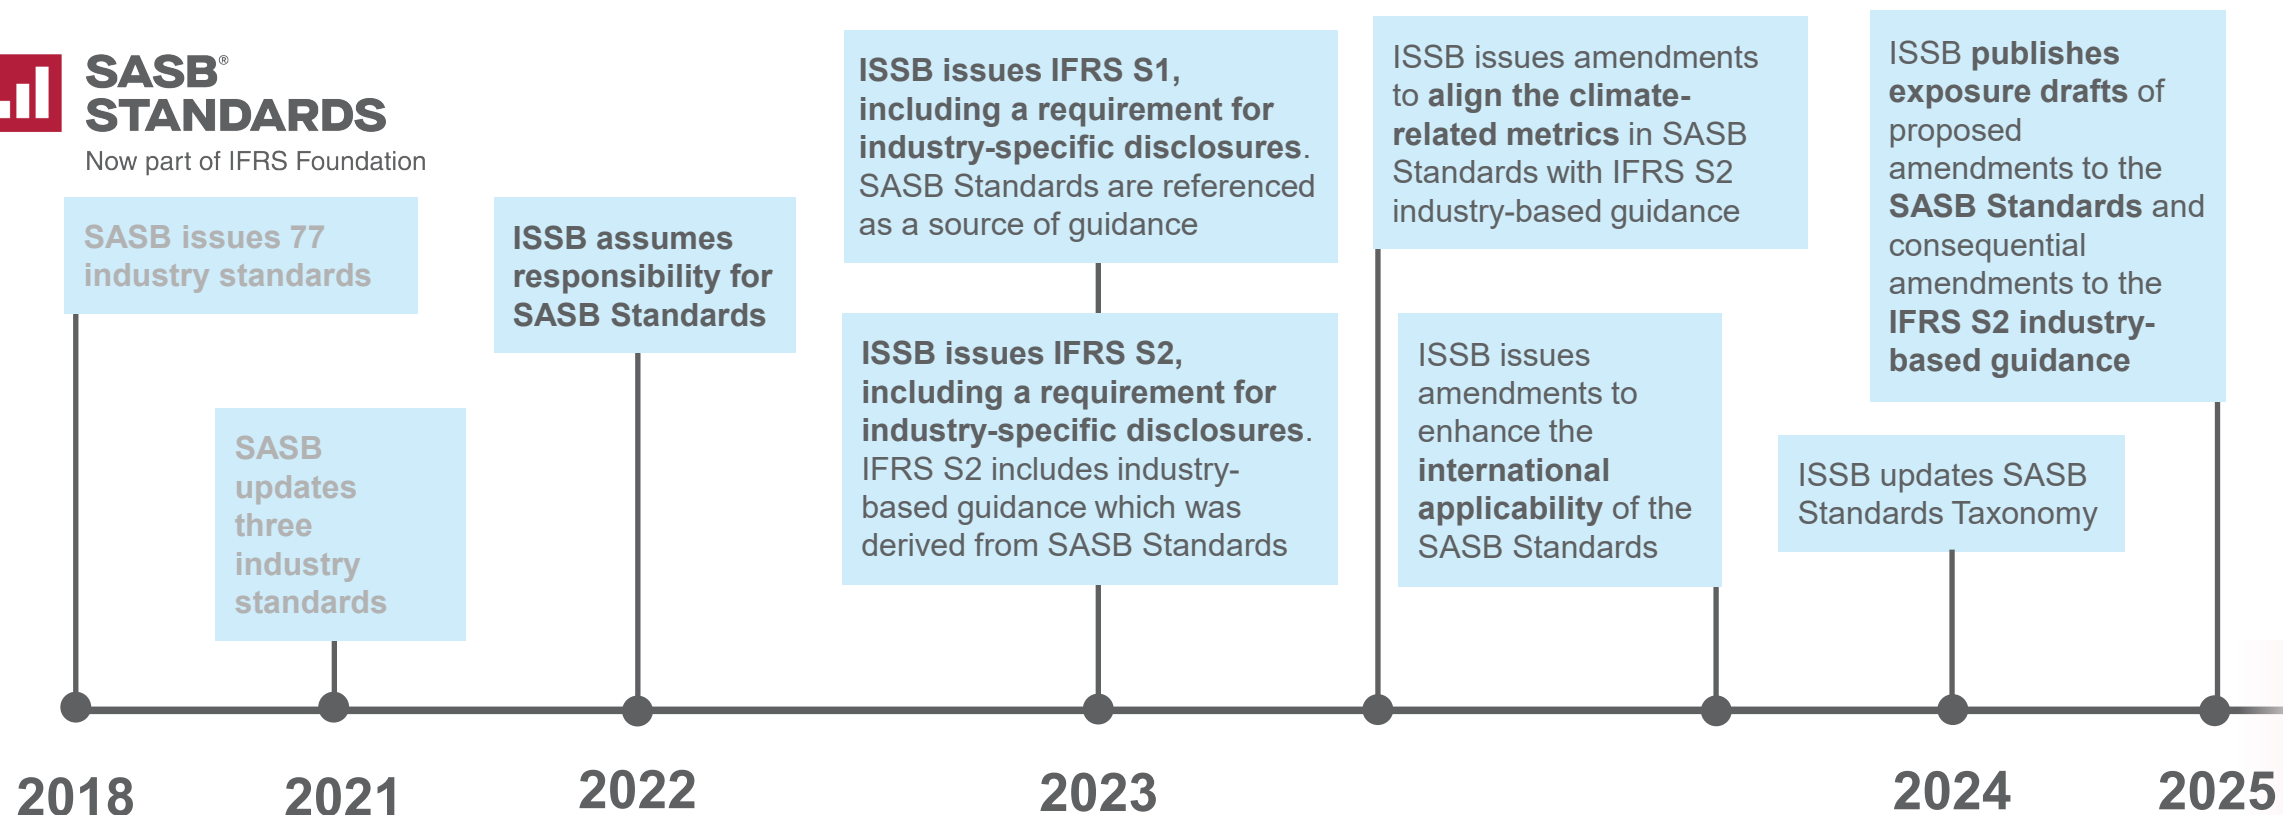 SASB®
STANDARDS
Now part of IFRS Foundation
SASB issues 77
industry standards
SASB
updates
three
industry
standards
ISSB assumes
responsibility for
SASB Standards
ISSB issues IFRS S1,
including a requirement for
industry-specific disclosures.
SASB Standards are referenced
as a source of guidance
ISSB issues IFRS S2,
including a requirement for
industry-specific disclosures.
IFRS S2 includes industry-
based guidance which was
derived from SASB Standards
ISSB issues amendments
to align the climate-
related metrics in SASB
Standards with IFRS S2
industry-based guidance
ISSB issues
amendments to
enhance the
international
applicability of the
SASB Standards
ISSB updates SASB
Standards Taxonomy
ISSB publishes
exposure drafts of
proposed
amendments to the
SASB Standards and
consequential
amendments to the
IFRS S2 industry-
based guidance
2018
2021
2022
2023
2024
2025